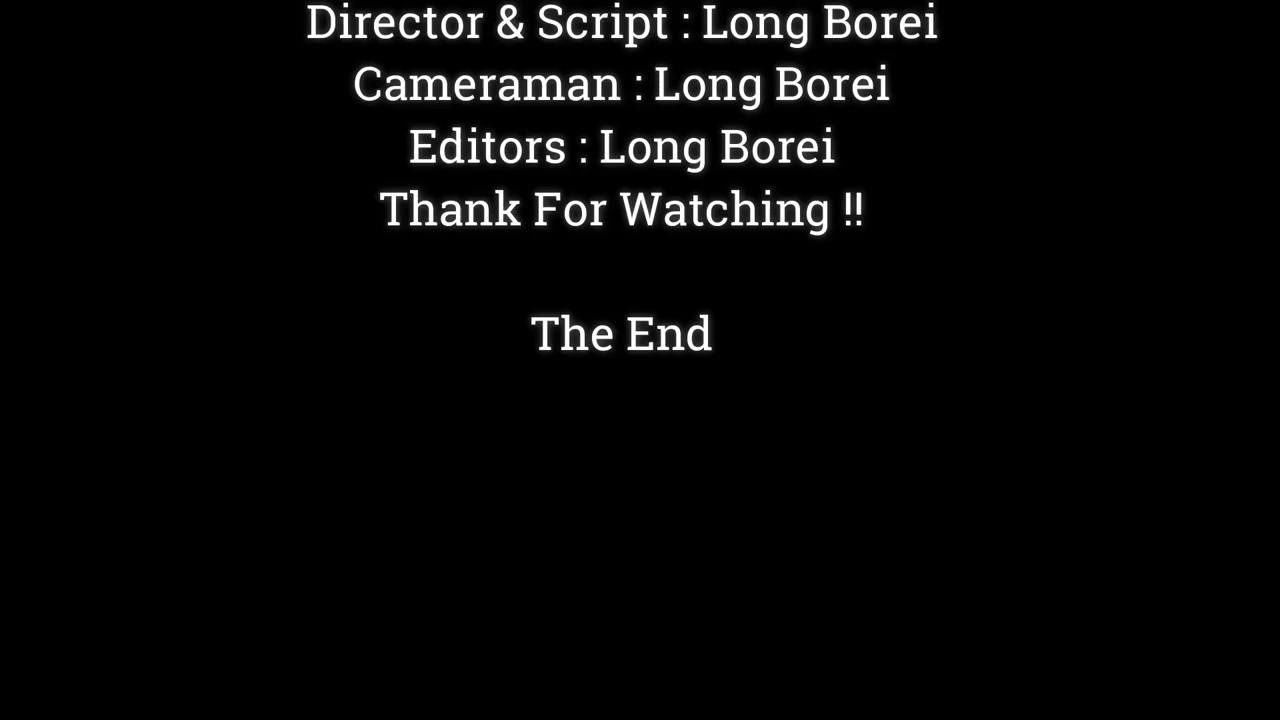 Director & Script : Long Borei
Cameraman : Long Borei
Editors : Long Borei
Thank For Watching !!
The End